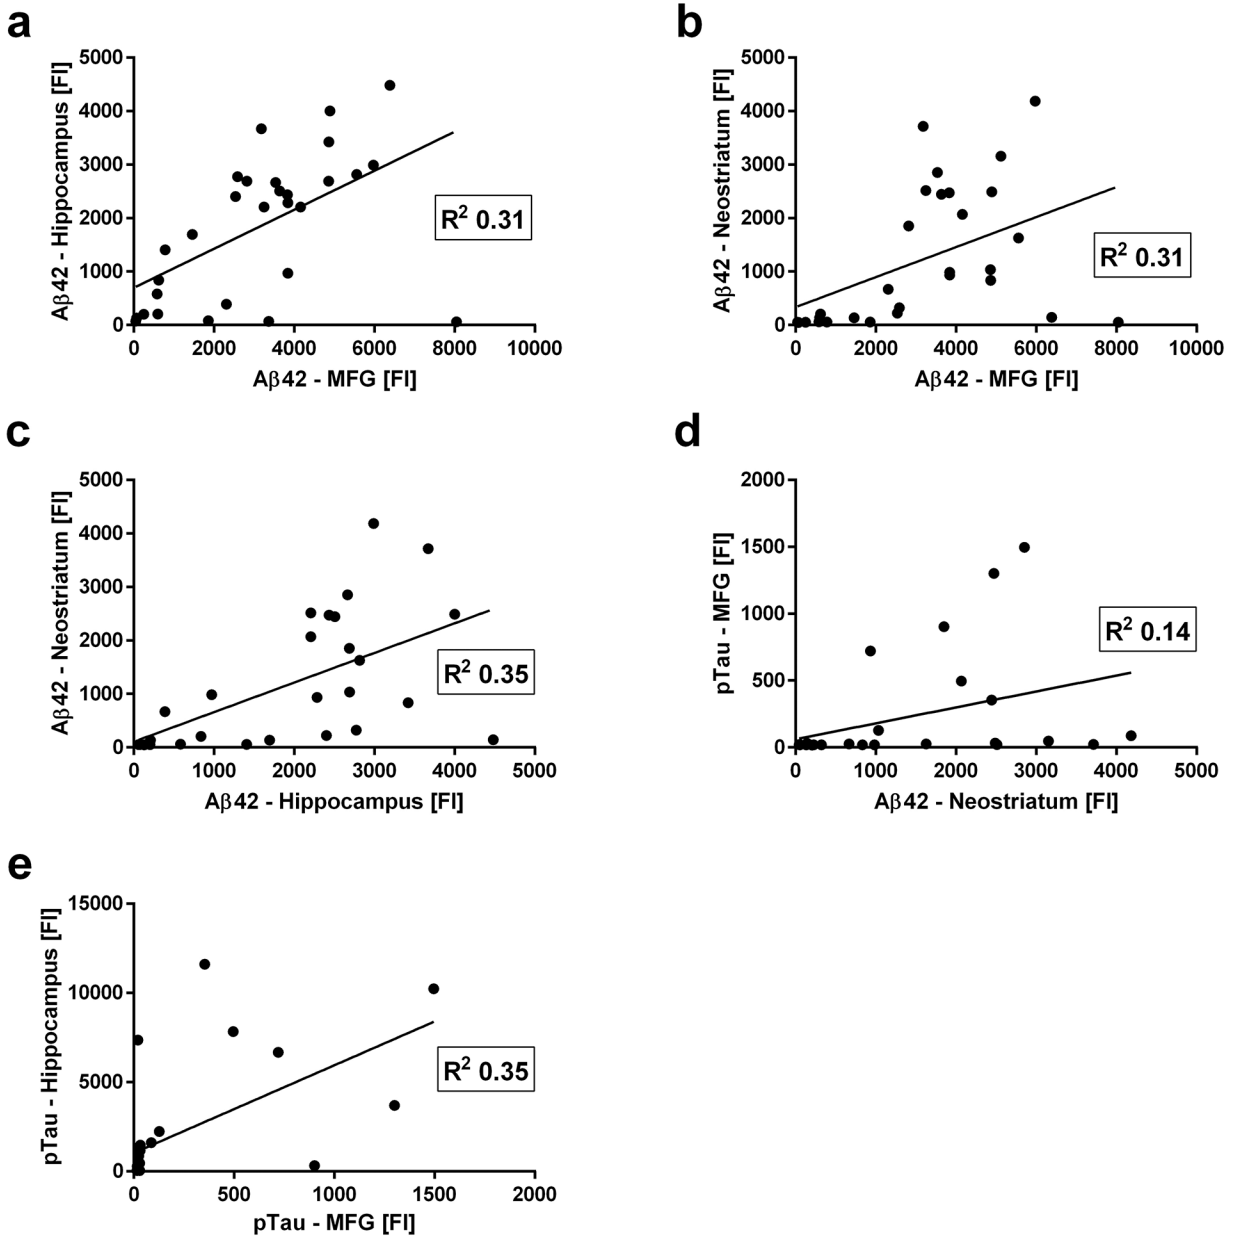 a
5000
4000
3000
2000
1000
0
Aβ42 - Hippocampus [FI]
R² 0.31
0 2000 4000 6000 8000 10000
Aβ42 - MFG [FI]
b
5000
4000
3000
2000
1000
0
Aβ42 - Neostriatum [FI]
R² 0.31
0 2000 4000 6000 8000 10000
Aβ42 - MFG [FI]
c
5000
4000
3000
2000
1000
0
Aβ42 - Neostriatum [FI]
R² 0.35
0 1000 2000 3000 4000 5000
Aβ42 - Hippocampus [FI]
d
2000
1500
1000
500
0
pTau - MFG [FI]
R² 0.14
0 1000 2000 3000 4000 5000
Aβ42 - Neostriatum [FI]
e
15000
10000
5000
0
pTau - Hippocampus [FI]
R² 0.35
0 500 1000 1500 2000
pTau - MFG [FI]